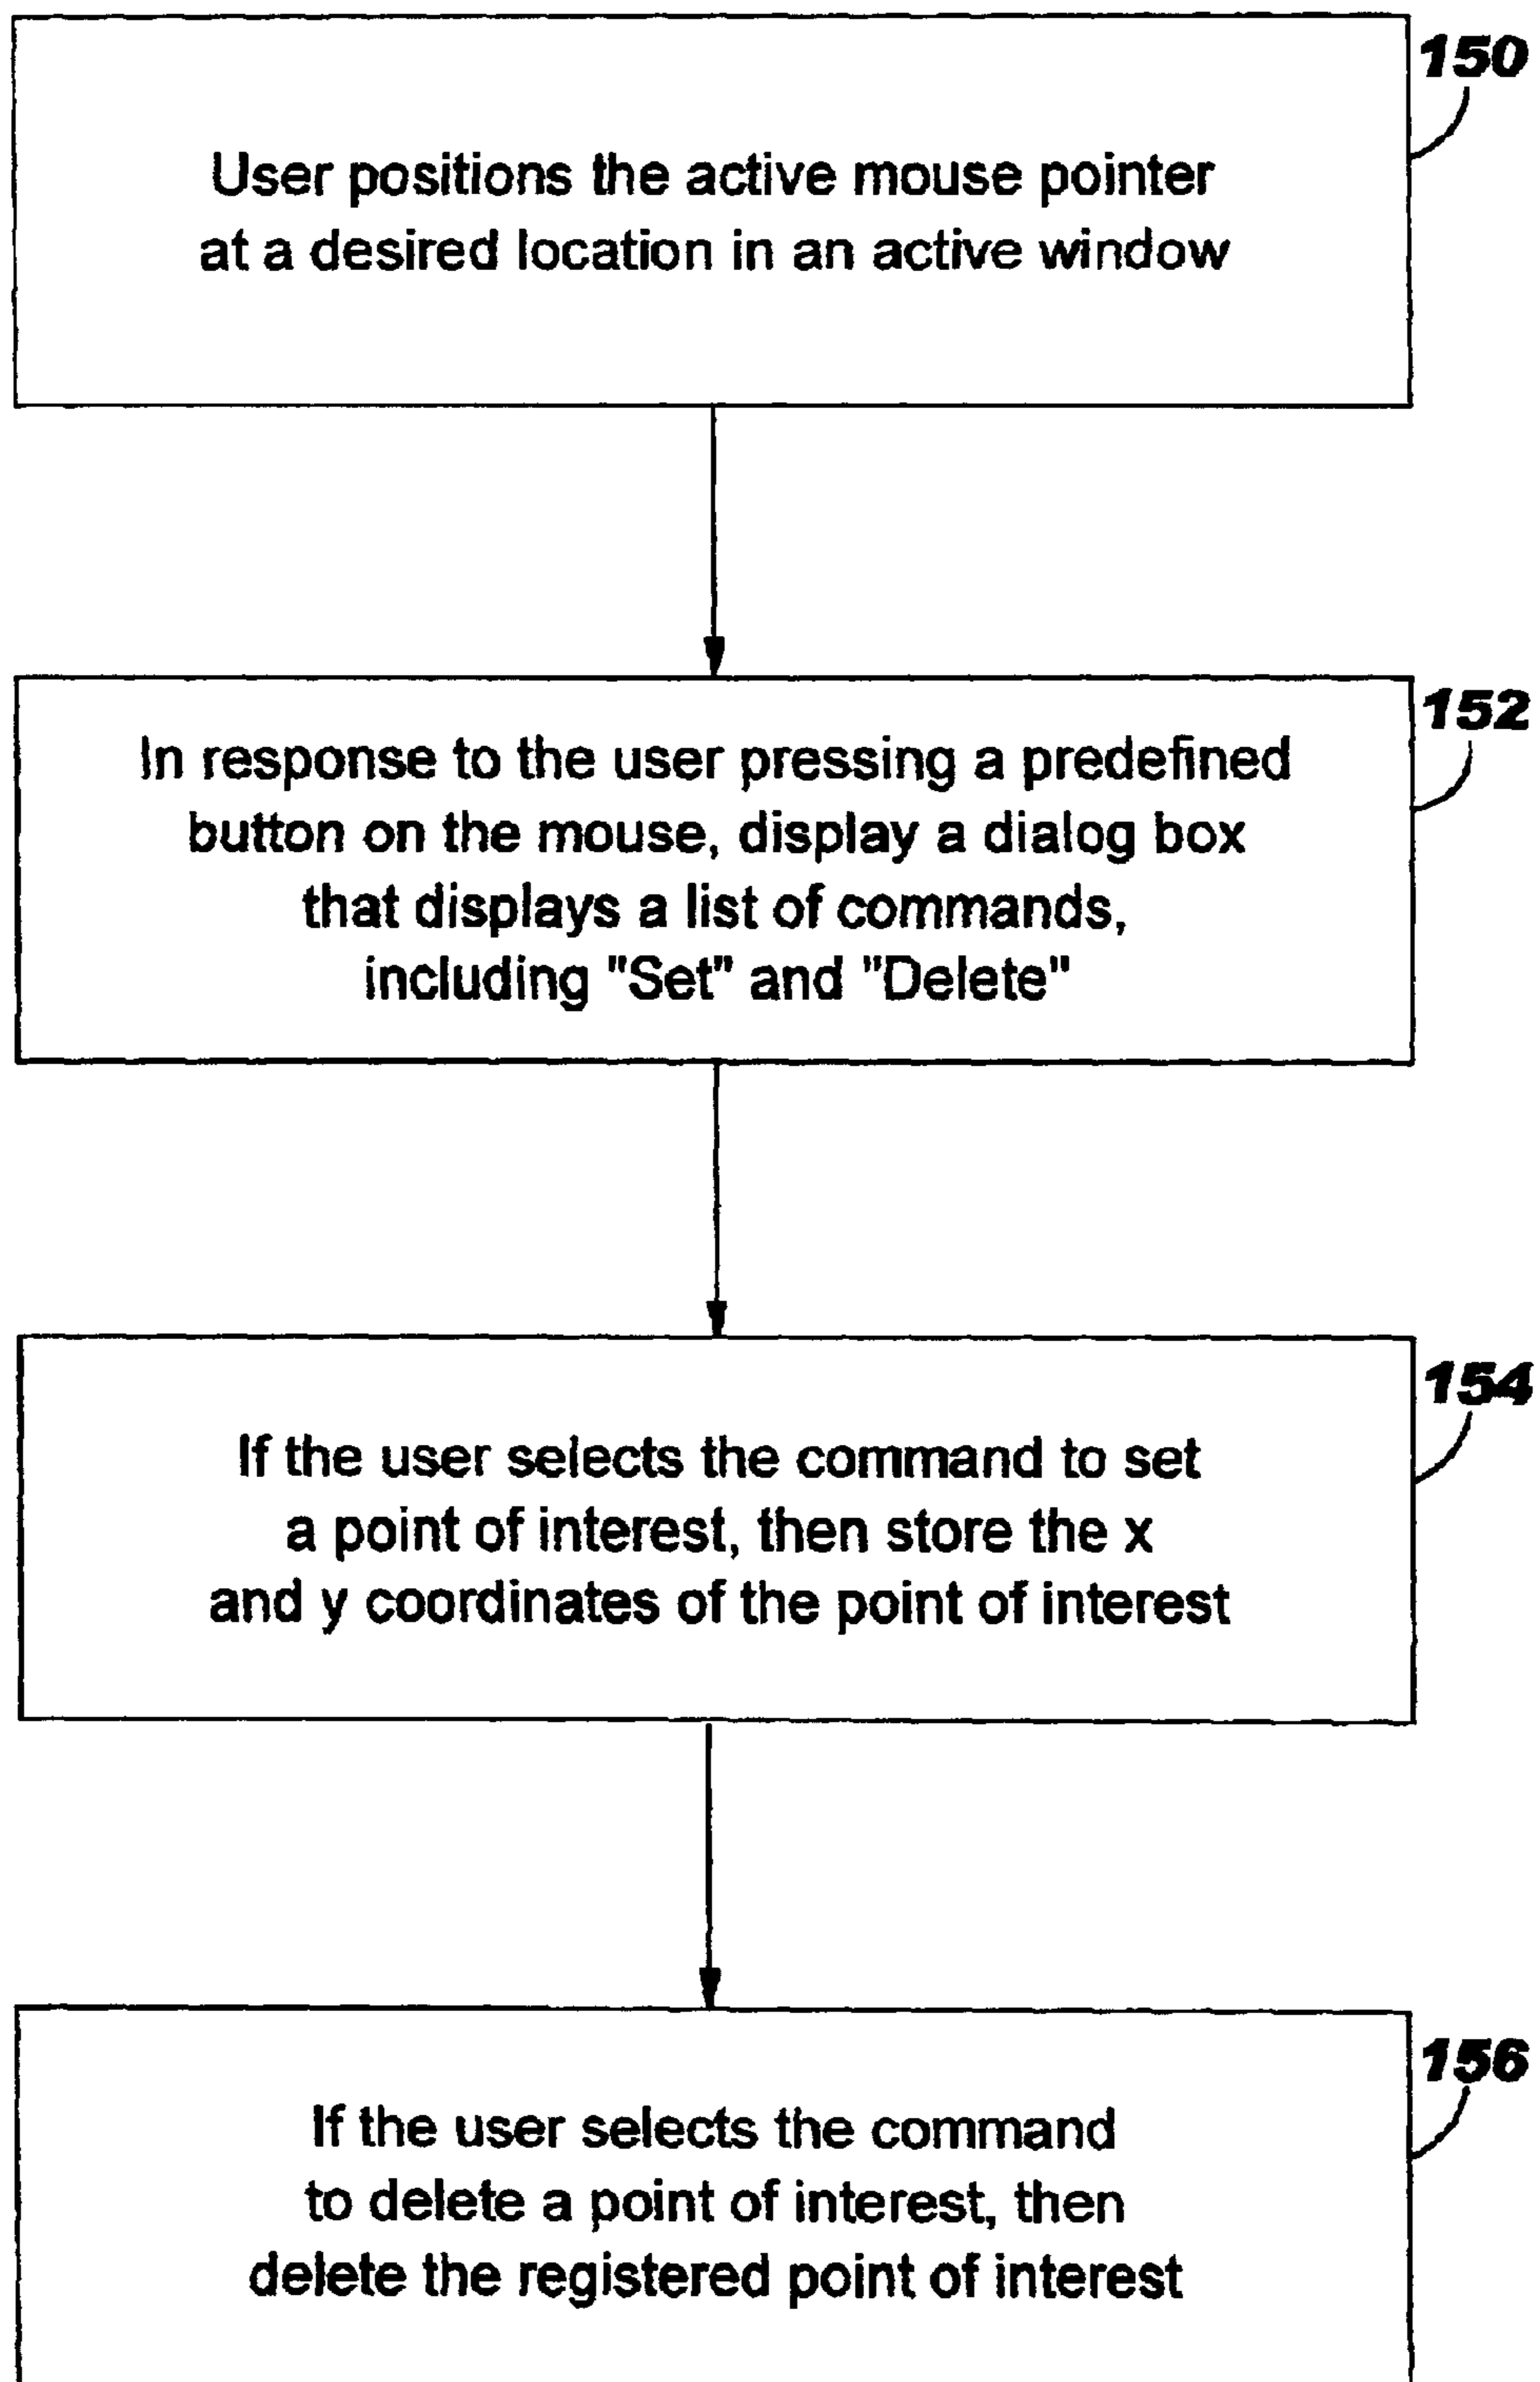 150
User positions the active mouse pointer
at a desired location in an active window
152
In response to the user pressing a predefined
button on the mouse, display a dialog box
that displays a list of commands,
including "Set" and "Delete"
154
If the user selects the command to set
a point of interest, then store the x
and y coordinates of the point of interest
156
If the user selects the command
to delete a point of interest, then
delete the registered point of interest